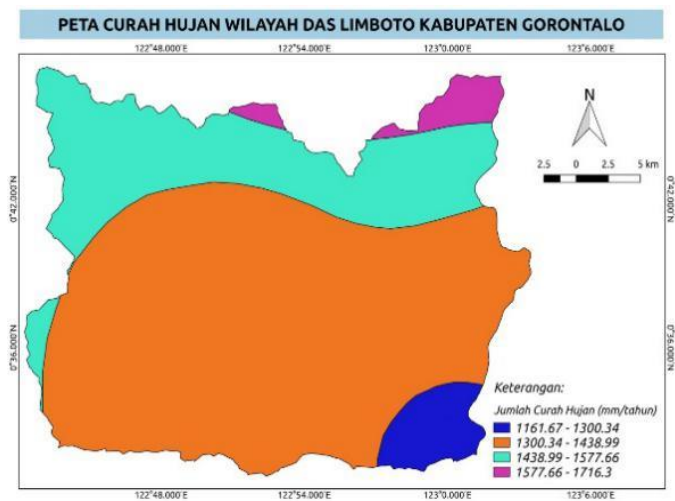 PETA CURAH HUJAN WILAYAH DAS LIMBOTO KABUPATEN GORONTALO
122°48.000'E 122°54.000'E 123°0.000'E 123°6.000'E
N
2.5 0 2.5 5 km
0°42.000'N 0°42.000'N
0°36.000'N 0°36.000'N
Keterangan:
Jumlah Curah Hujan (mm/tahun)
1161.67 - 1300.34
1300.34 - 1438.99
1438.99 - 1577.66
1577.66 - 1716.3
122°48.000'E 122°54.000'E 123°0.000'E 123°6.000'E